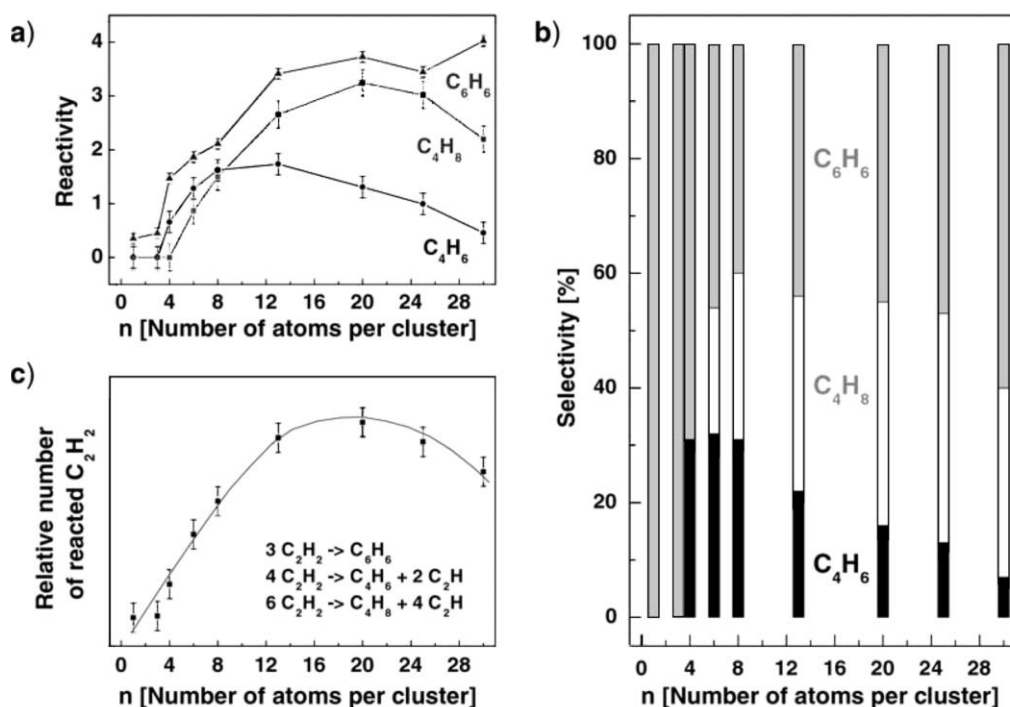 a)
4
3
2
1
0
Reactivity
C₆H₆
C₄H₈
C₄H₆
0 4 8 12 16 20 24 28
n [Number of atoms per cluster]
c)
Relative number
of reacted C₂H₂
3 C₂H₂ -> C₆H₆
4 C₂H₂ -> C₄H₆ + 2 C₂H
6 C₂H₂ -> C₄H₈ + 4 C₂H
0 4 8 12 16 20 24 28
n [Number of atoms per cluster]
b)
100
80
60
40
20
0
Selectivity [%]
C₆H₆
C₄H₈
C₄H₆
0 4 8 12 16 20 24 28
n [Number of atoms per cluster]